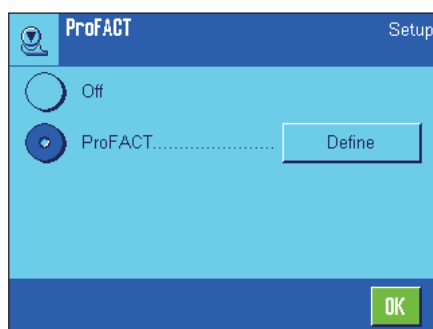 ProFACT Setup
Off
ProFACT....................... Define
OK